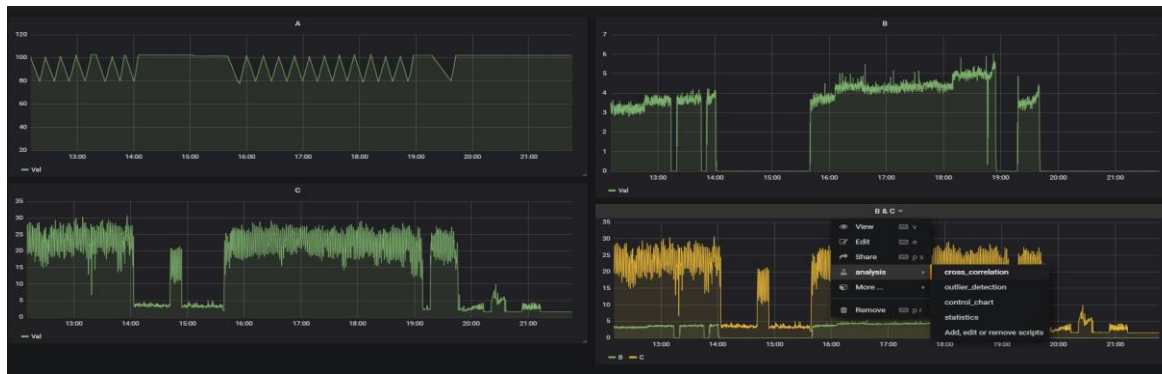 A
120
100
80
60
40
20
13:00 14:00 15:00 16:00 17:00 18:00 19:00 20:00 21:00
Val
B
7
6
5
4
3
2
1
0
13:00 14:00 15:00 16:00 17:00 18:00 19:00 20:00 21:00
Val
C
35
30
25
20
15
10
5
0
13:00 14:00 15:00 16:00 17:00 18:00 19:00 20:00 21:00
Val
B & C
35
30
25
20
15
10
5
0
13:00 14:00 15:00 16:00 17:00 18:00 19:00 20:00 21:00
B C
View v
Edit e
Share p s
analysis
More ...
Remove p r
cross_correlation
outlier_detection
control_chart
statistics
Add, edit or remove scripts